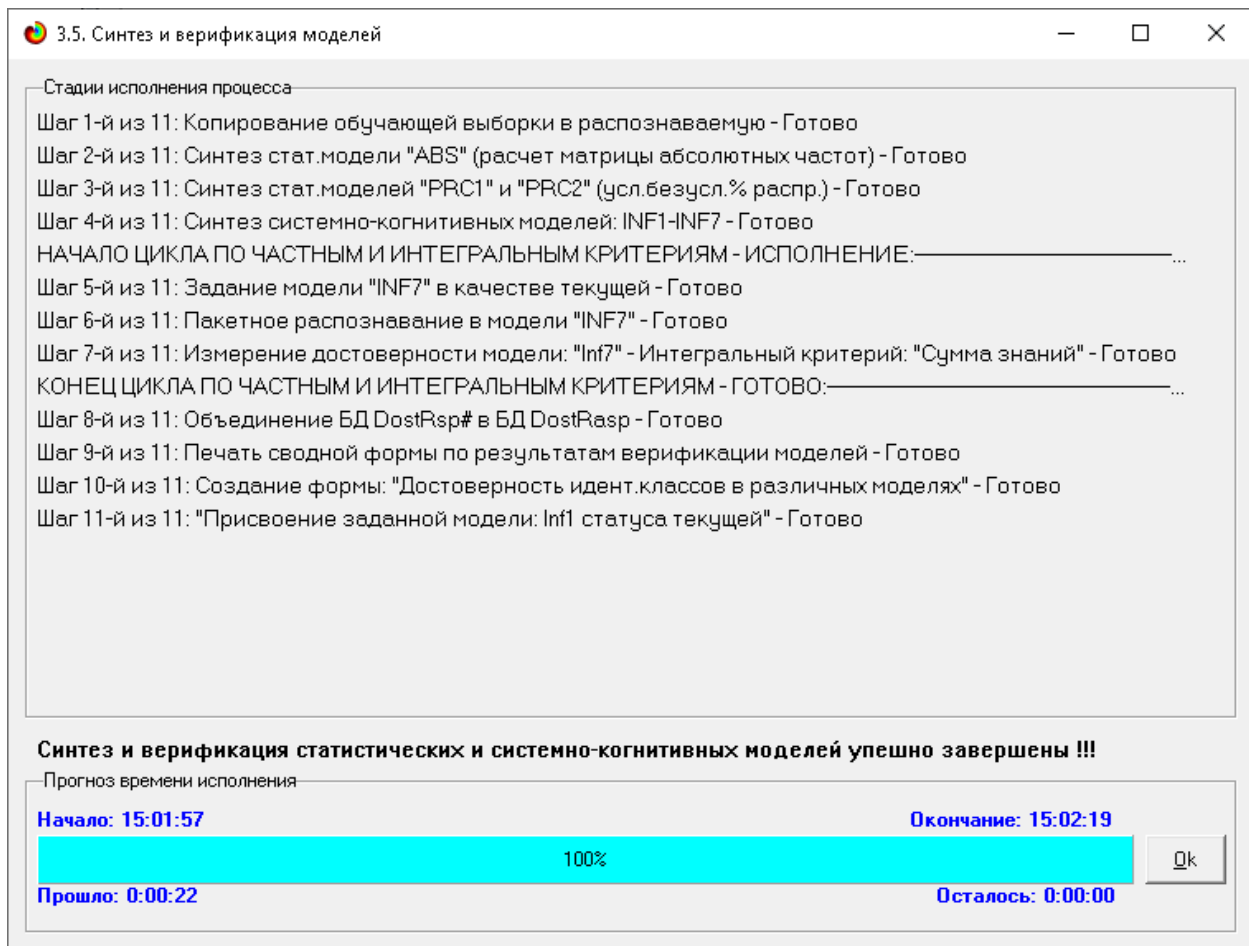 3.5. Синтез и верификация моделей
Стадии исполнения процесса
Шаг 1-й из 11: Копирование обучающей выборки в распознаваемую - Готово
Шаг 2-й из 11: Синтез стат.модели "ABS" (расчет матрицы абсолютных частот) - Готово
Шаг 3-й из 11: Синтез стат.моделей "PRC1" и "PRC2" (усл.безусл.% распр.) - Готово
Шаг 4-й из 11: Синтез системно-когнитивных моделей: INF1-INF7 - Готово
НАЧАЛО ЦИКЛА ПО ЧАСТНЫМ И ИНТЕГРАЛЬНЫМ КРИТЕРИЯМ - ИСПОЛНЕНИЕ:————————...
Шаг 5-й из 11: Задание модели "INF7" в качестве текущей - Готово
Шаг 6-й из 11: Пакетное распознавание в модели "INF7" - Готово
Шаг 7-й из 11: Измерение достоверности модели: "Inf7" - Интегральный критерий: "Сумма знаний" - Готово
КОНЕЦ ЦИКЛА ПО ЧАСТНЫМ И ИНТЕГРАЛЬНЫМ КРИТЕРИЯМ - ГОТОВО:————————...
Шаг 8-й из 11: Объединение БД DostRsp# в БД DostRasp - Готово
Шаг 9-й из 11: Печать сводной формы по результатам верификации моделей - Готово
Шаг 10-й из 11: Создание формы: "Достоверность идент.классов в различных моделях" - Готово
Шаг 11-й из 11: "Присвоение заданной модели: Inf1 статуса текущей" - Готово
Синтез и верификация статистических и системно-когнитивных моделей упешно завершены !!!
Прогноз времени исполнения
Начало: 15:01:57 Окончание: 15:02:19
100% Ok
Прошло: 0:00:22 Осталось: 0:00:00